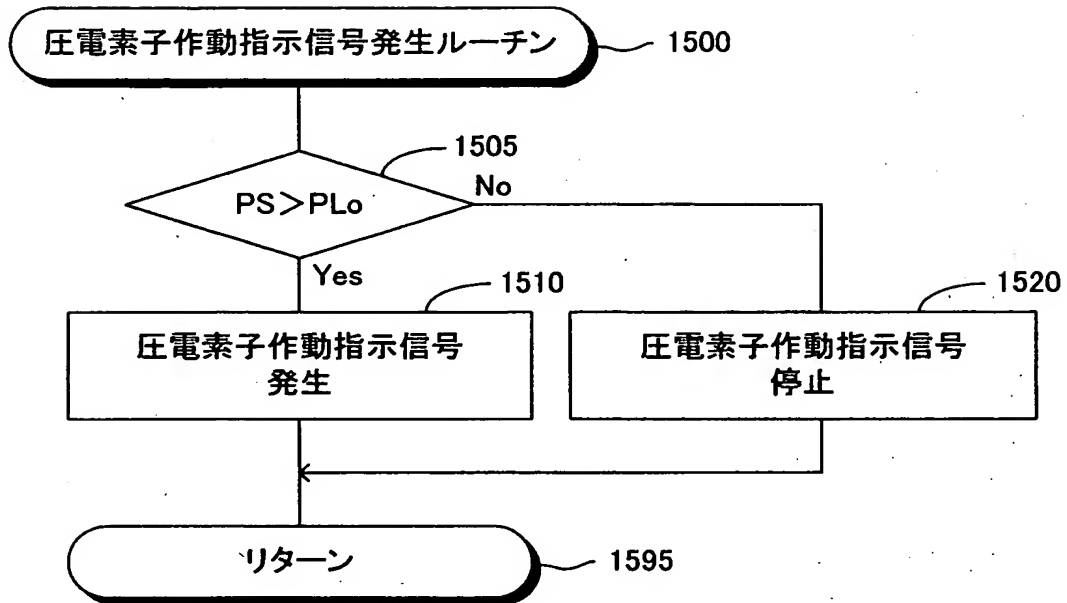 圧電素子作動指示信号発生ルーチン
1500
1505
PS＞PLo
No
Yes
1510
圧電素子作動指示信号
発生
1520
圧電素子作動指示信号
停止
リターン
1595